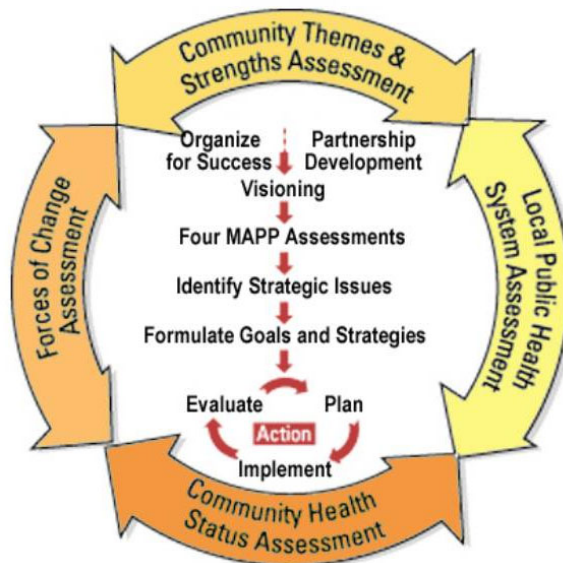 Community Themes &
Strengths Assessment
Organize
for Success
Partnership
Development
Visioning
Four MAPP Assessments
Identify Strategic Issues
Formulate Goals and Strategies
Evaluate
Plan
Action
Implement
Forces of Change
Assessment
Local Public Health
System Assessment
Community Health
Status Assessment